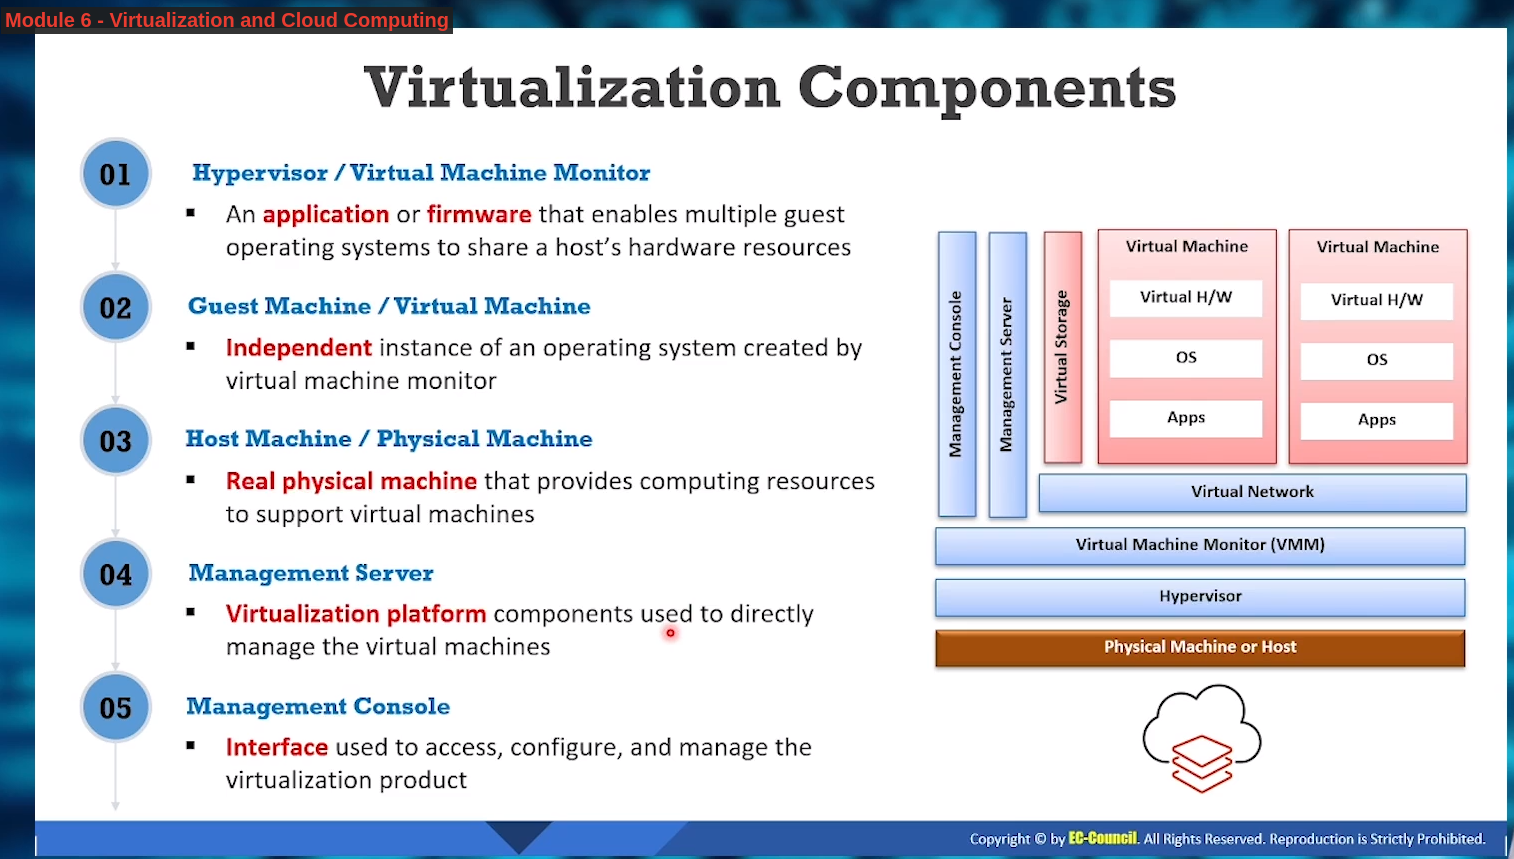 Module 6 - Virtualization and Cloud Computing
Virtualization Components
01
Hypervisor / Virtual Machine Monitor
▪ An application or firmware that enables multiple guest
operating systems to share a host's hardware resources
02
Guest Machine / Virtual Machine
▪ Independent instance of an operating system created by
virtual machine monitor
03
Host Machine / Physical Machine
▪ Real physical machine that provides computing resources
to support virtual machines
04
Management Server
▪ Virtualization platform components used to directly
manage the virtual machines
05
Management Console
▪ Interface used to access, configure, and manage the
virtualization product
Management Console
Management Server
Virtual Storage
Virtual Machine
Virtual H/W
OS
Apps
Virtual Machine
Virtual H/W
OS
Apps
Virtual Network
Virtual Machine Monitor (VMM)
Hypervisor
Physical Machine or Host
Copyright © by EC-Council. All Rights Reserved. Reproduction is Strictly Prohibited.